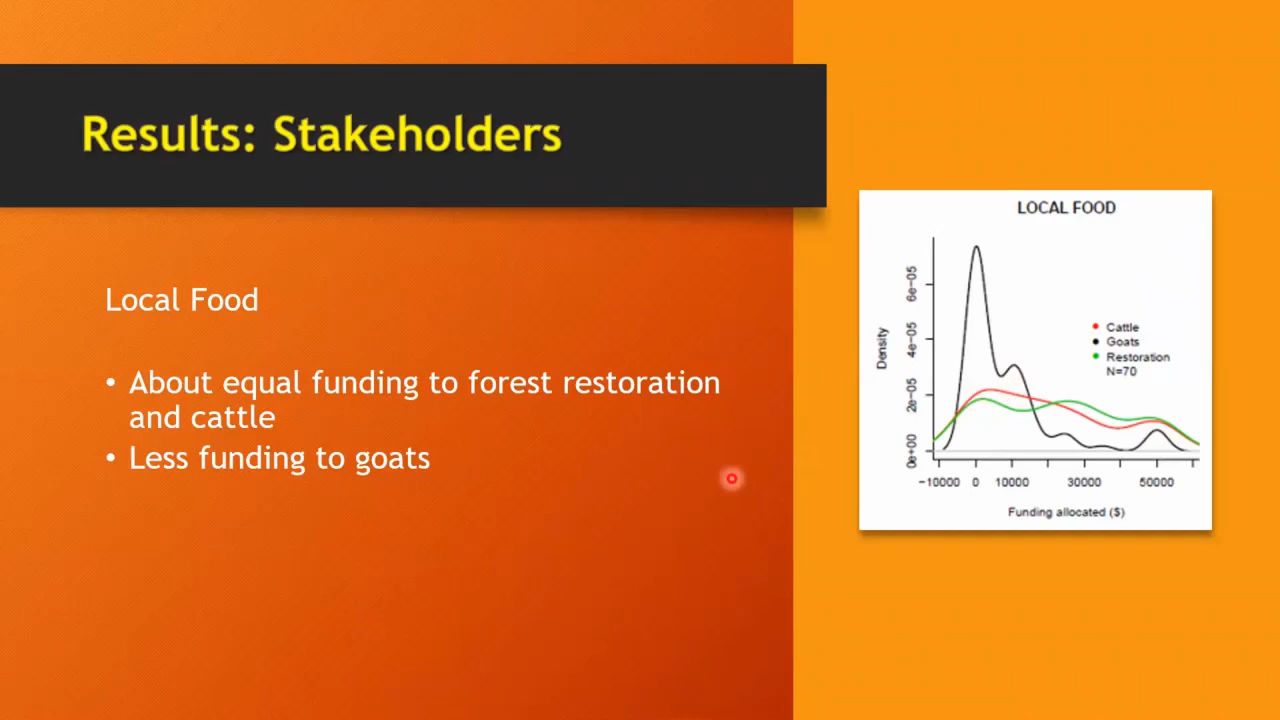 Results: Stakeholders
Local Food
• About equal funding to forest restoration
and cattle
• Less funding to goats
LOCAL FOOD
Density
6e-05
4e-05
2e-05
0e+00
Cattle
Goats
Restoration
N=70
-10000 0 10000 30000 50000
Funding allocated ($)